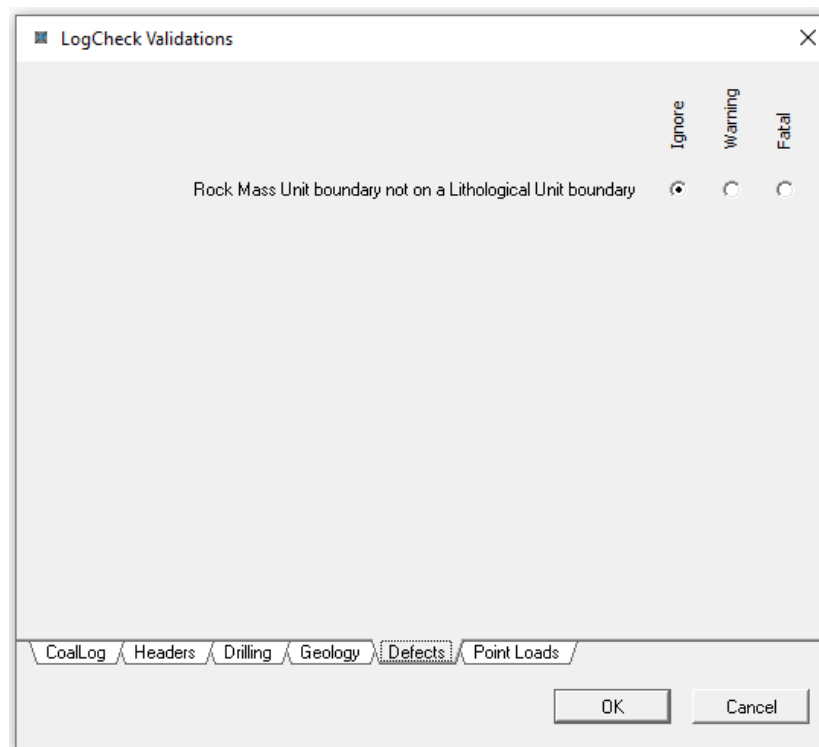 LogCheck Validations
Ignore
Warning
Fatal
Rock Mass Unit boundary not on a Lithological Unit boundary
CoalLog Headers Drilling Geology Defects Point Loads
OK Cancel